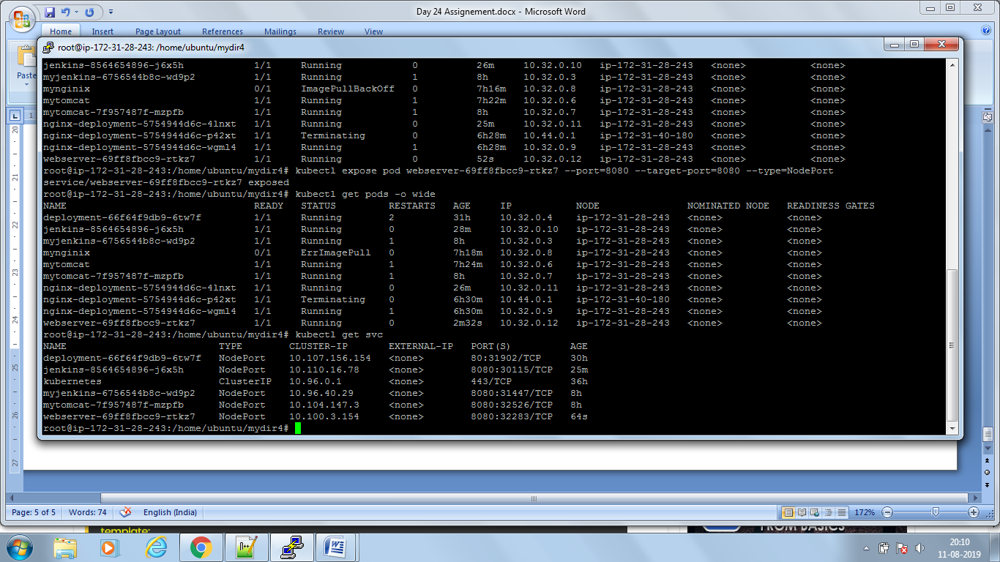 Day 24 Assignement.docx - Microsoft Word
Home Insert Page Layout References Mailings Review View
Paste
root@ip-172-31-28-243: /home/ubuntu/mydir4
jenkins-8564654896-j6x5h 1/1 Running 0 26m 10.32.0.10 ip-172-31-28-243 <none> <none>
myjenkins-6756544b8c-wd9p2 1/1 Running 1 8h 10.32.0.3 ip-172-31-28-243 <none> <none>
mynginix 0/1 ImagePullBackOff 0 7h16m 10.32.0.8 ip-172-31-28-243 <none> <none>
mytomcat 1/1 Running 1 7h22m 10.32.0.6 ip-172-31-28-243 <none> <none>
mytomcat-7f957487f-mzpfb 1/1 Running 1 8h 10.32.0.7 ip-172-31-28-243 <none> <none>
nginx-deployment-5754944d6c-4lnxt 1/1 Running 0 25m 10.32.0.11 ip-172-31-28-243 <none> <none>
nginx-deployment-5754944d6c-p42xt 1/1 Terminating 0 6h28m 10.44.0.1 ip-172-31-40-180 <none> <none>
nginx-deployment-5754944d6c-wgml4 1/1 Running 1 6h28m 10.32.0.9 ip-172-31-28-243 <none> <none>
webserver-69ff8fbcc9-rtkz7 1/1 Running 0 52s 10.32.0.12 ip-172-31-28-243 <none> <none>
root@ip-172-31-28-243:/home/ubuntu/mydir4# kubectl expose pod webserver-69ff8fbcc9-rtkz7 --port=8080 --target-port=8080 --type=NodePort
service/webserver-69ff8fbcc9-rtkz7 exposed
root@ip-172-31-28-243:/home/ubuntu/mydir4# kubectl get pods -o wide
NAME READY STATUS RESTARTS AGE IP NODE NOMINATED NODE READINESS GATES
deployment-66f64f9db9-6tw7f 1/1 Running 2 31h 10.32.0.4 ip-172-31-28-243 <none> <none>
jenkins-8564654896-j6x5h 1/1 Running 0 28m 10.32.0.10 ip-172-31-28-243 <none> <none>
myjenkins-6756544b8c-wd9p2 1/1 Running 1 8h 10.32.0.3 ip-172-31-28-243 <none> <none>
mynginix 0/1 ErrImagePull 0 7h18m 10.32.0.8 ip-172-31-28-243 <none> <none>
mytomcat 1/1 Running 1 7h24m 10.32.0.6 ip-172-31-28-243 <none> <none>
mytomcat-7f957487f-mzpfb 1/1 Running 1 8h 10.32.0.7 ip-172-31-28-243 <none> <none>
nginx-deployment-5754944d6c-4lnxt 1/1 Running 0 26m 10.32.0.11 ip-172-31-28-243 <none> <none>
nginx-deployment-5754944d6c-p42xt 1/1 Terminating 0 6h30m 10.44.0.1 ip-172-31-40-180 <none> <none>
nginx-deployment-5754944d6c-wgml4 1/1 Running 1 6h30m 10.32.0.9 ip-172-31-28-243 <none> <none>
webserver-69ff8fbcc9-rtkz7 1/1 Running 0 2m32s 10.32.0.12 ip-172-31-28-243 <none> <none>
root@ip-172-31-28-243:/home/ubuntu/mydir4# kubectl get svc
NAME TYPE CLUSTER-IP EXTERNAL-IP PORT(S) AGE
deployment-66f64f9db9-6tw7f NodePort 10.107.156.154 <none> 80:31902/TCP 30h
jenkins-8564654896-j6x5h NodePort 10.110.16.78 <none> 8080:30115/TCP 25m
kubernetes ClusterIP 10.96.0.1 <none> 443/TCP 36h
myjenkins-6756544b8c-wd9p2 NodePort 10.96.40.29 <none> 8080:31447/TCP 8h
mytomcat-7f957487f-mzpfb NodePort 10.104.147.3 <none> 8080:32526/TCP 8h
webserver-69ff8fbcc9-rtkz7 NodePort 10.100.3.154 <none> 8080:32283/TCP 64s
root@ip-172-31-28-243:/home/ubuntu/mydir4#
1
20
21
22
23
24
25
26
27
Page: 5 of 5 Words: 74 English (India) 172%
template:
FROM BASICS
20:10
11-08-2019